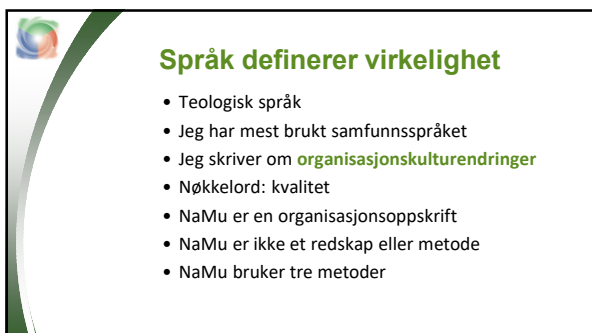 Språk definerer virkelighet
• Teologisk språk
• Jeg har mest brukt samfunnsspråket
• Jeg skriver om organisasjonskulturendringer
• Nøkkelord: kvalitet
• NaMu er en organisasjonsoppskrift
• NaMu er ikke et redskap eller metode
• NaMu bruker tre metoder